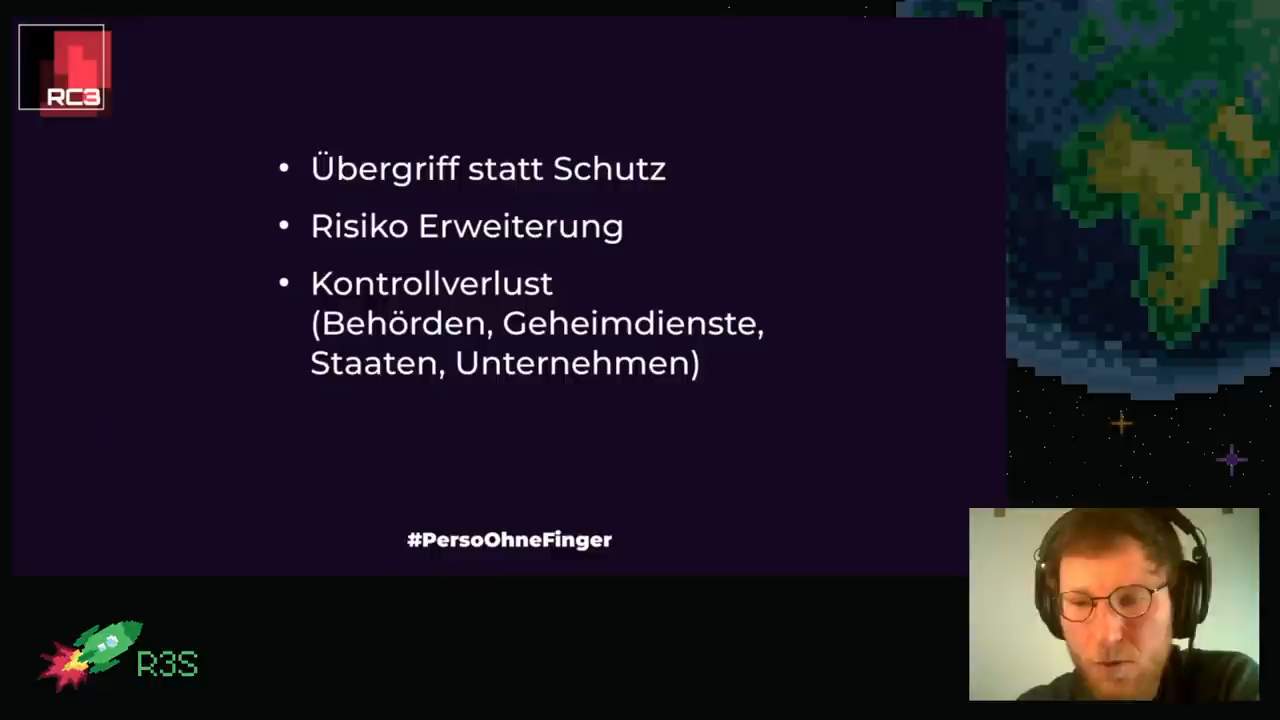 RC3
• Übergriff statt Schutz
• Risiko Erweiterung
• Kontrollverlust
(Behörden, Geheimdienste,
Staaten, Unternehmen)
#PersoOhneFinger
R3S